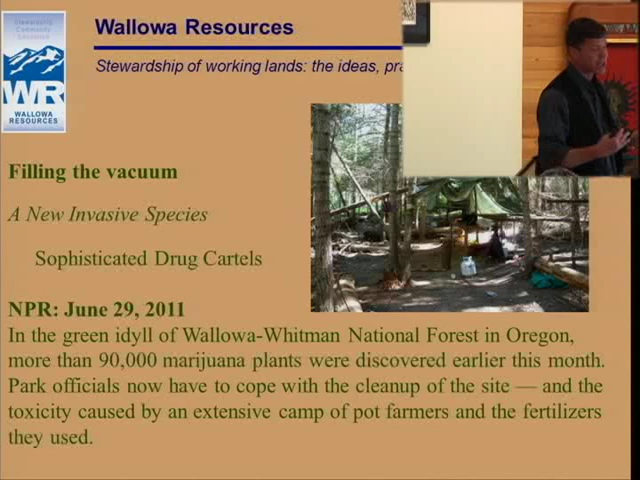 Stewardship
Community
WR
WALLOWA
RESOURCES
Wallowa Resources
Stewardship of working lands: the ideas,
Filling the vacuum
A New Invasive Species
Sophisticated Drug Cartels
NPR: June 29, 2011
In the green idyll of Wallowa-Whitman National Forest in Oregon,
more than 90,000 marijuana plants were discovered earlier this month.
Park officials now have to cope with the cleanup of the site — and the
toxicity caused by an extensive camp of pot farmers and the fertilizers
they used.